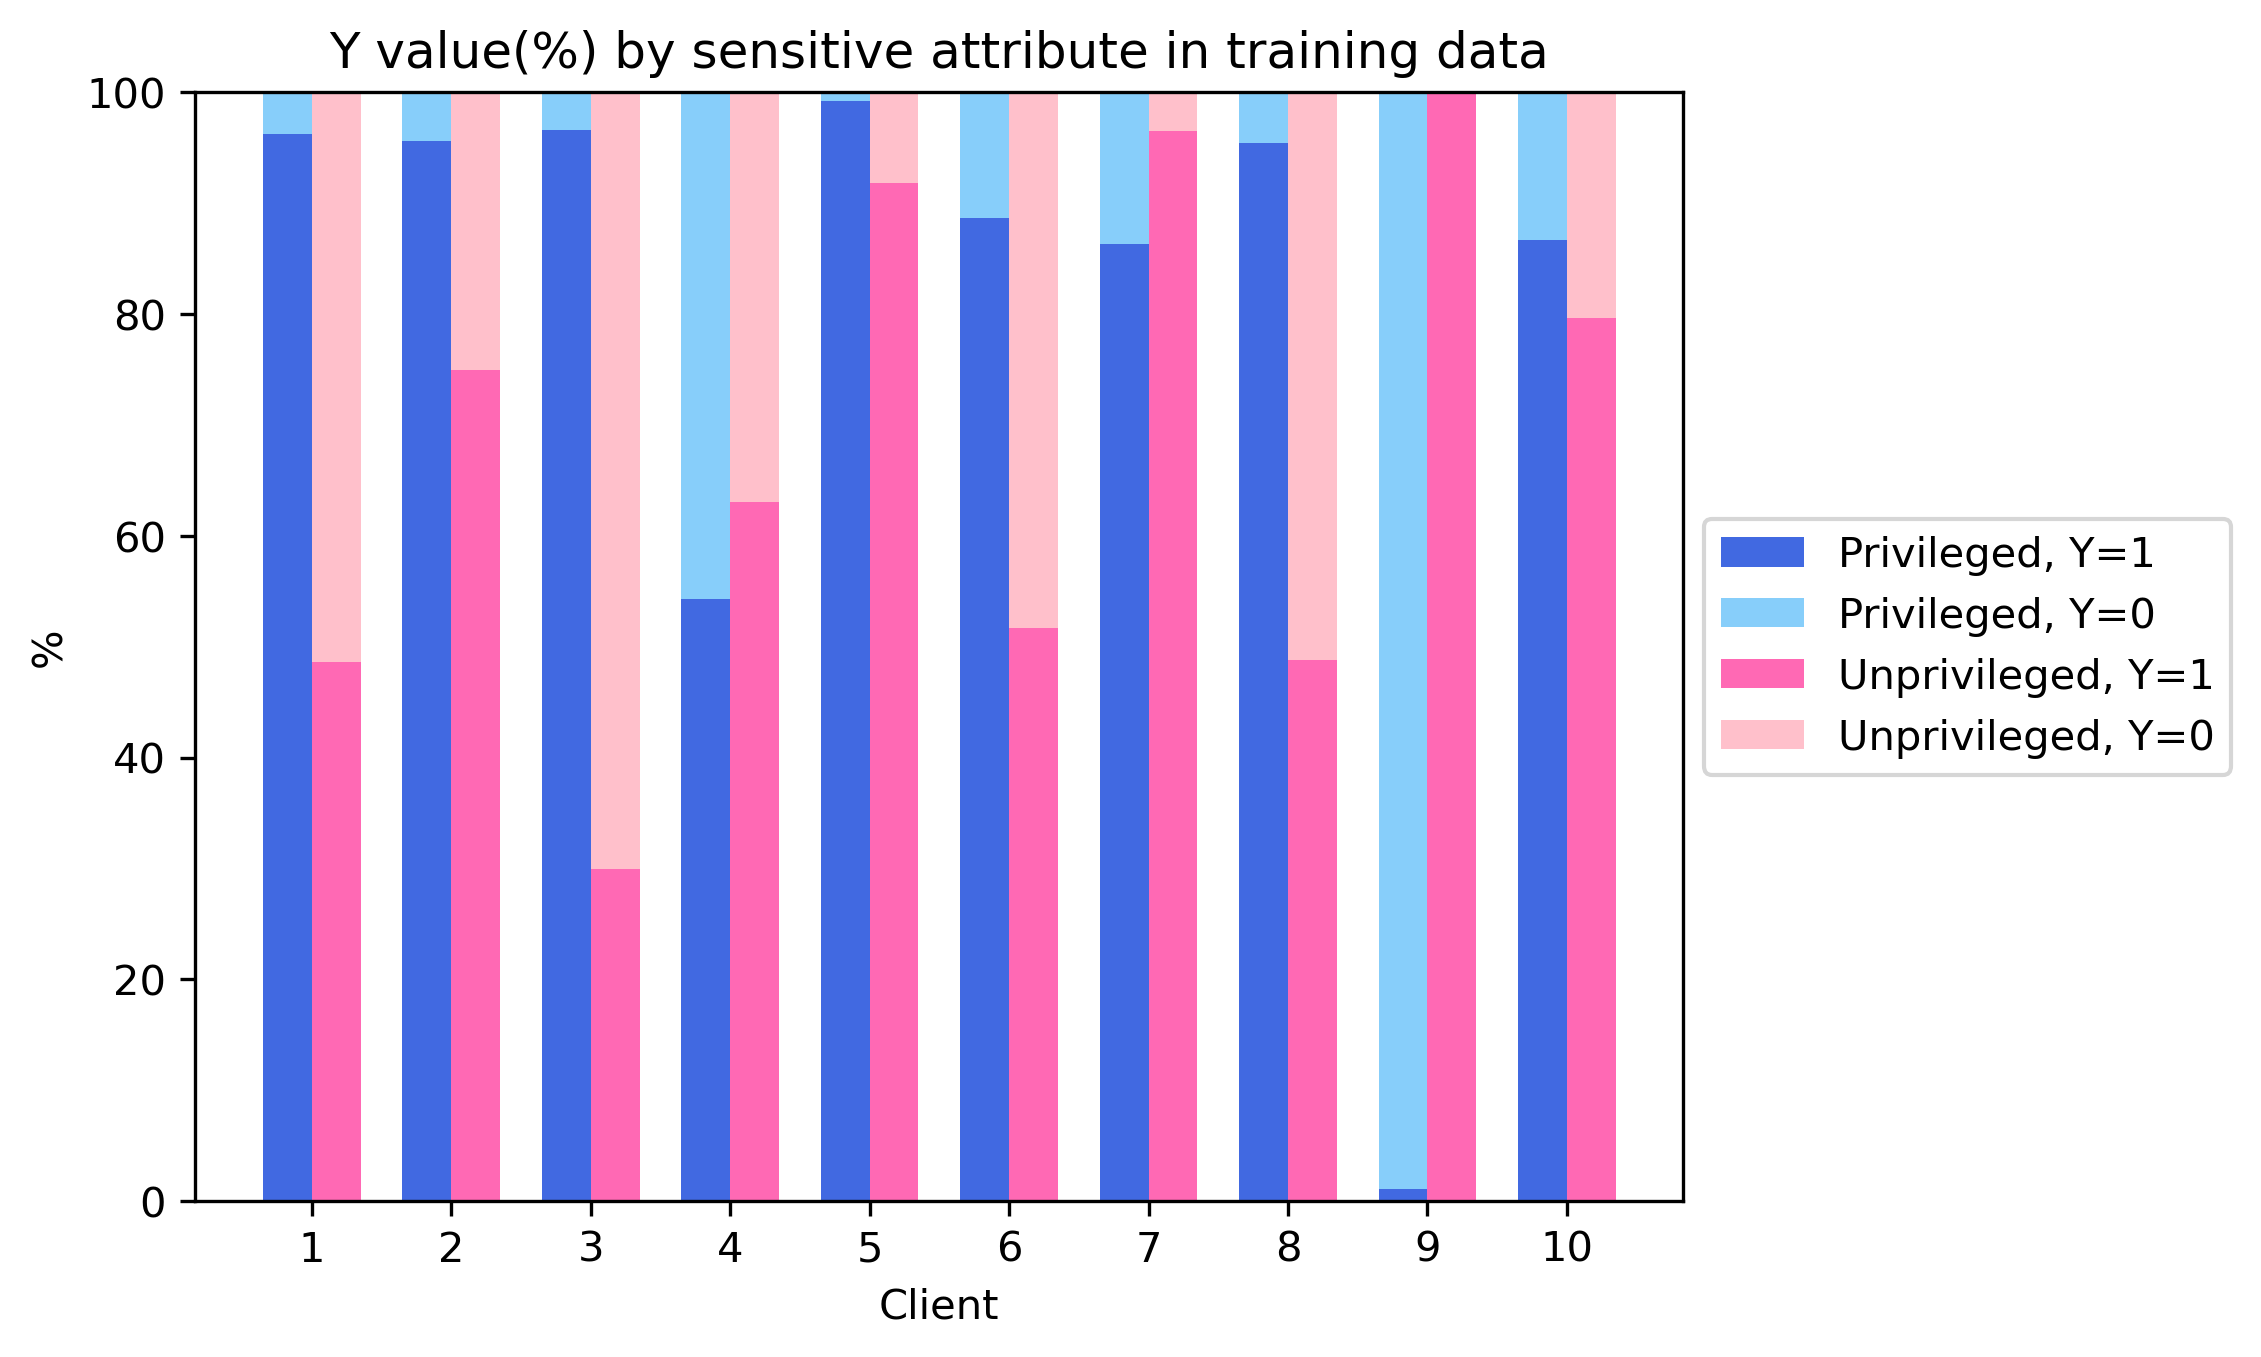 Y value(%) by sensitive attribute in training data
100
80
60
40
20
0
%
1 2 3 4 5 6 7 8 9 10
Client
Privileged, Y=1
Privileged, Y=0
Unprivileged, Y=1
Unprivileged, Y=0